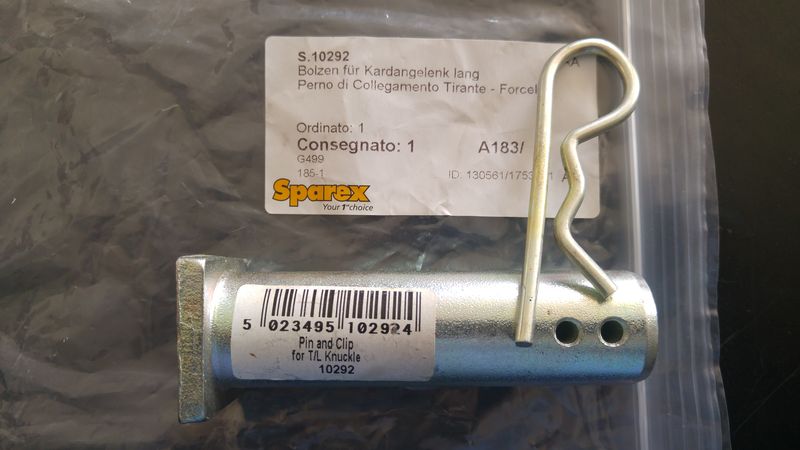 S.10292
Bolzen für Kardangelenk lang
Perno di Collegamento Tirante - Forcel
Ordinato: 1
Consegnato: 1 A183/
G499
185-1 ID: 130561/1753
Sparex
Your 1st choice
5 023495 102924
Pin and Clip
for T/L Knuckle
10292